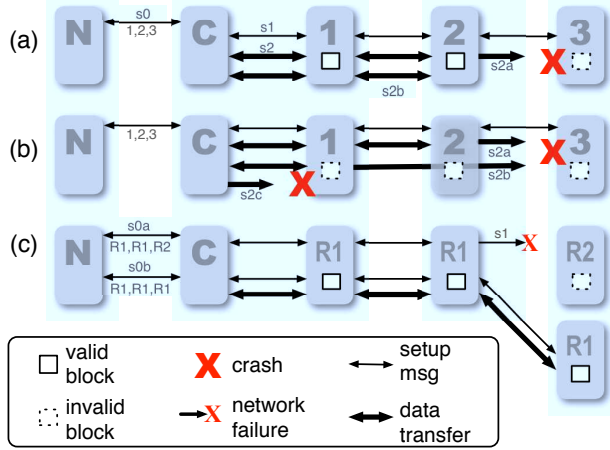 (a) N s0 1,2,3 C s1 1 2 3
s2 s2a
s2b
(b) N 1,2,3 C 1 2 3
s2a
s2b
s2c
(c) N s0a C R1 R1 s1 X R2
R1,R1,R2
s0b
R1,R1,R1
R1
valid block X crash setup msg
invalid block X network failure data transfer